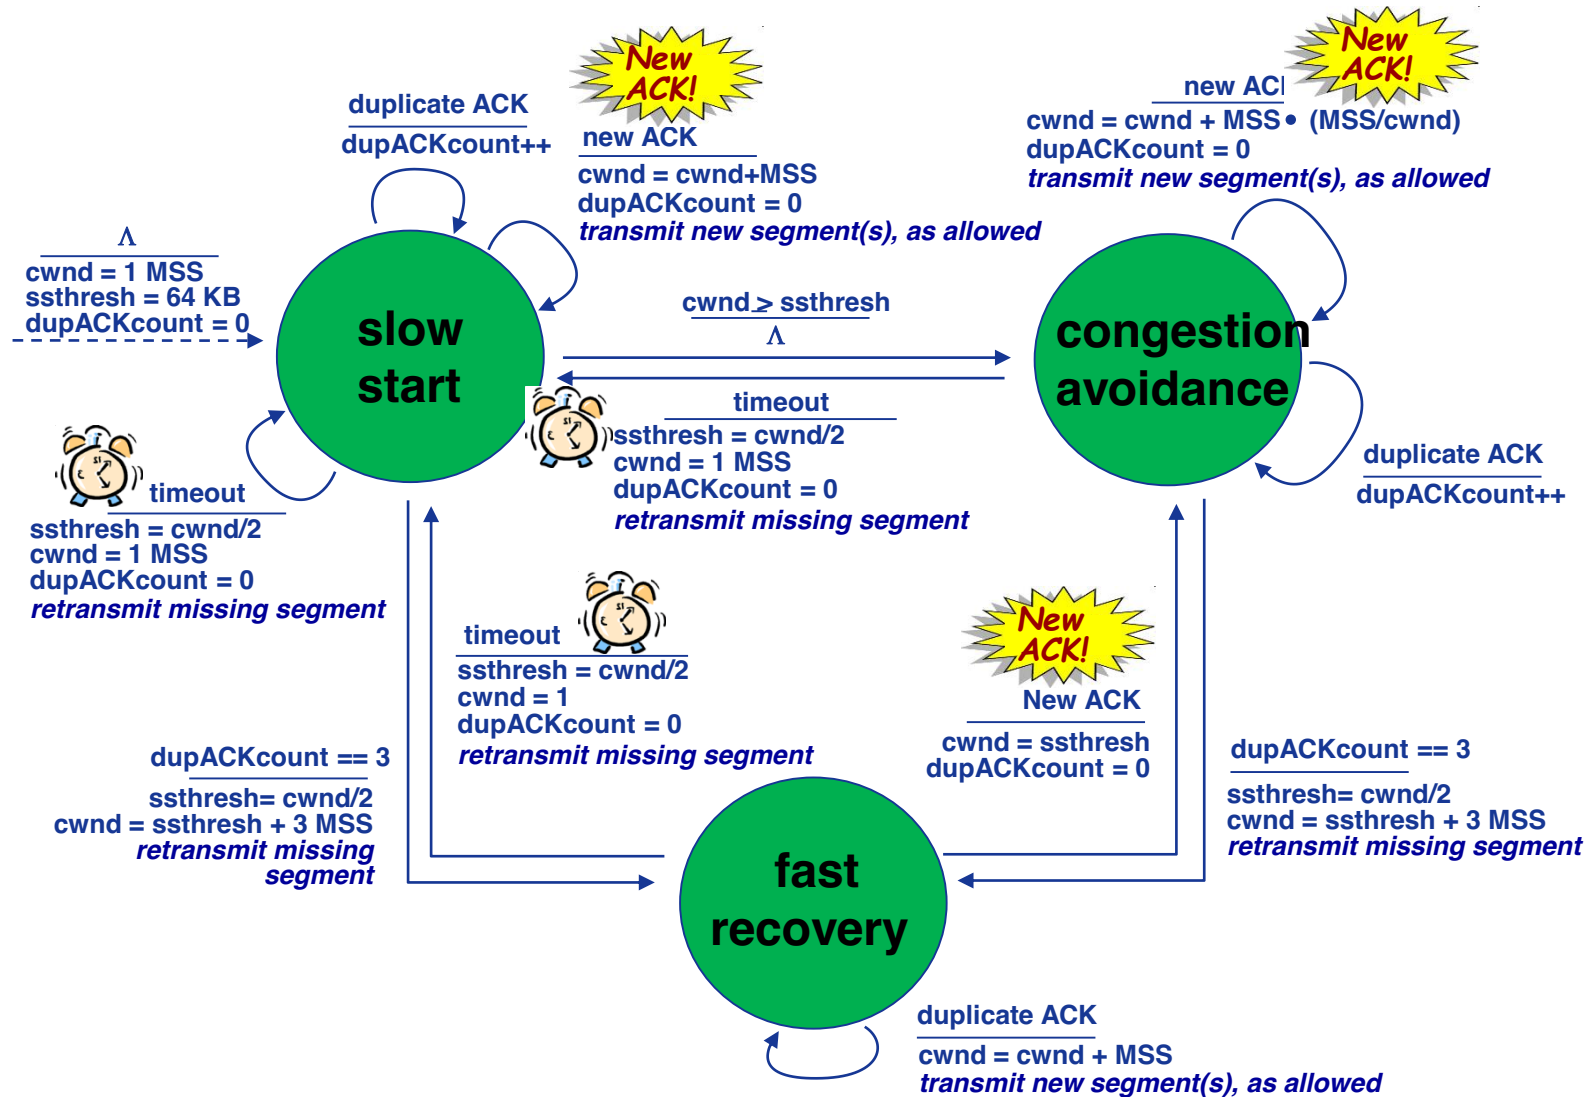 New
ACK!
duplicate ACK
dupACKcount++
new ACK
cwnd = cwnd+MSS
dupACKcount = 0
transmit new segment(s), as allowed
New
ACK!
new ACK
cwnd = cwnd + MSS • (MSS/cwnd)
dupACKcount = 0
transmit new segment(s), as allowed
Λ
cwnd = 1 MSS
ssthresh = 64 KB
dupACKcount = 0
slow
start
cwnd ≥ ssthresh
Λ
congestion
avoidance
timeout
ssthresh = cwnd/2
cwnd = 1 MSS
dupACKcount = 0
retransmit missing segment
duplicate ACK
dupACKcount++
timeout
ssthresh = cwnd/2
cwnd = 1 MSS
dupACKcount = 0
retransmit missing segment
timeout
ssthresh = cwnd/2
cwnd = 1
dupACKcount = 0
retransmit missing segment
New
ACK!
New ACK
cwnd = ssthresh
dupACKcount = 0
dupACKcount == 3
ssthresh= cwnd/2
cwnd = ssthresh + 3 MSS
retransmit missing
segment
dupACKcount == 3
ssthresh= cwnd/2
cwnd = ssthresh + 3 MSS
retransmit missing segment
fast
recovery
duplicate ACK
cwnd = cwnd + MSS
transmit new segment(s), as allowed